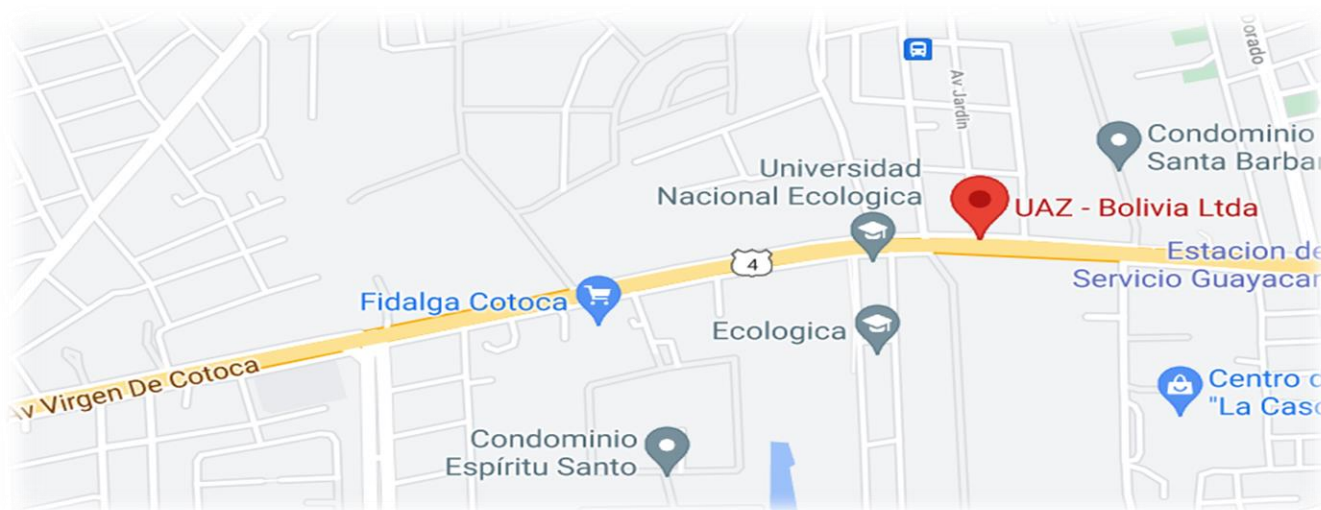 Dorado
Av Jardin
Condominio
Santa Barbar
Universidad
Nacional Ecologica
UAZ - Bolivia Ltda
4
Estacion de
Servicio Guayacan
Fidalga Cotoca
Ecologica
Av Virgen De Cotoca
Centro d
"La Casc
Condominio
Espíritu Santo